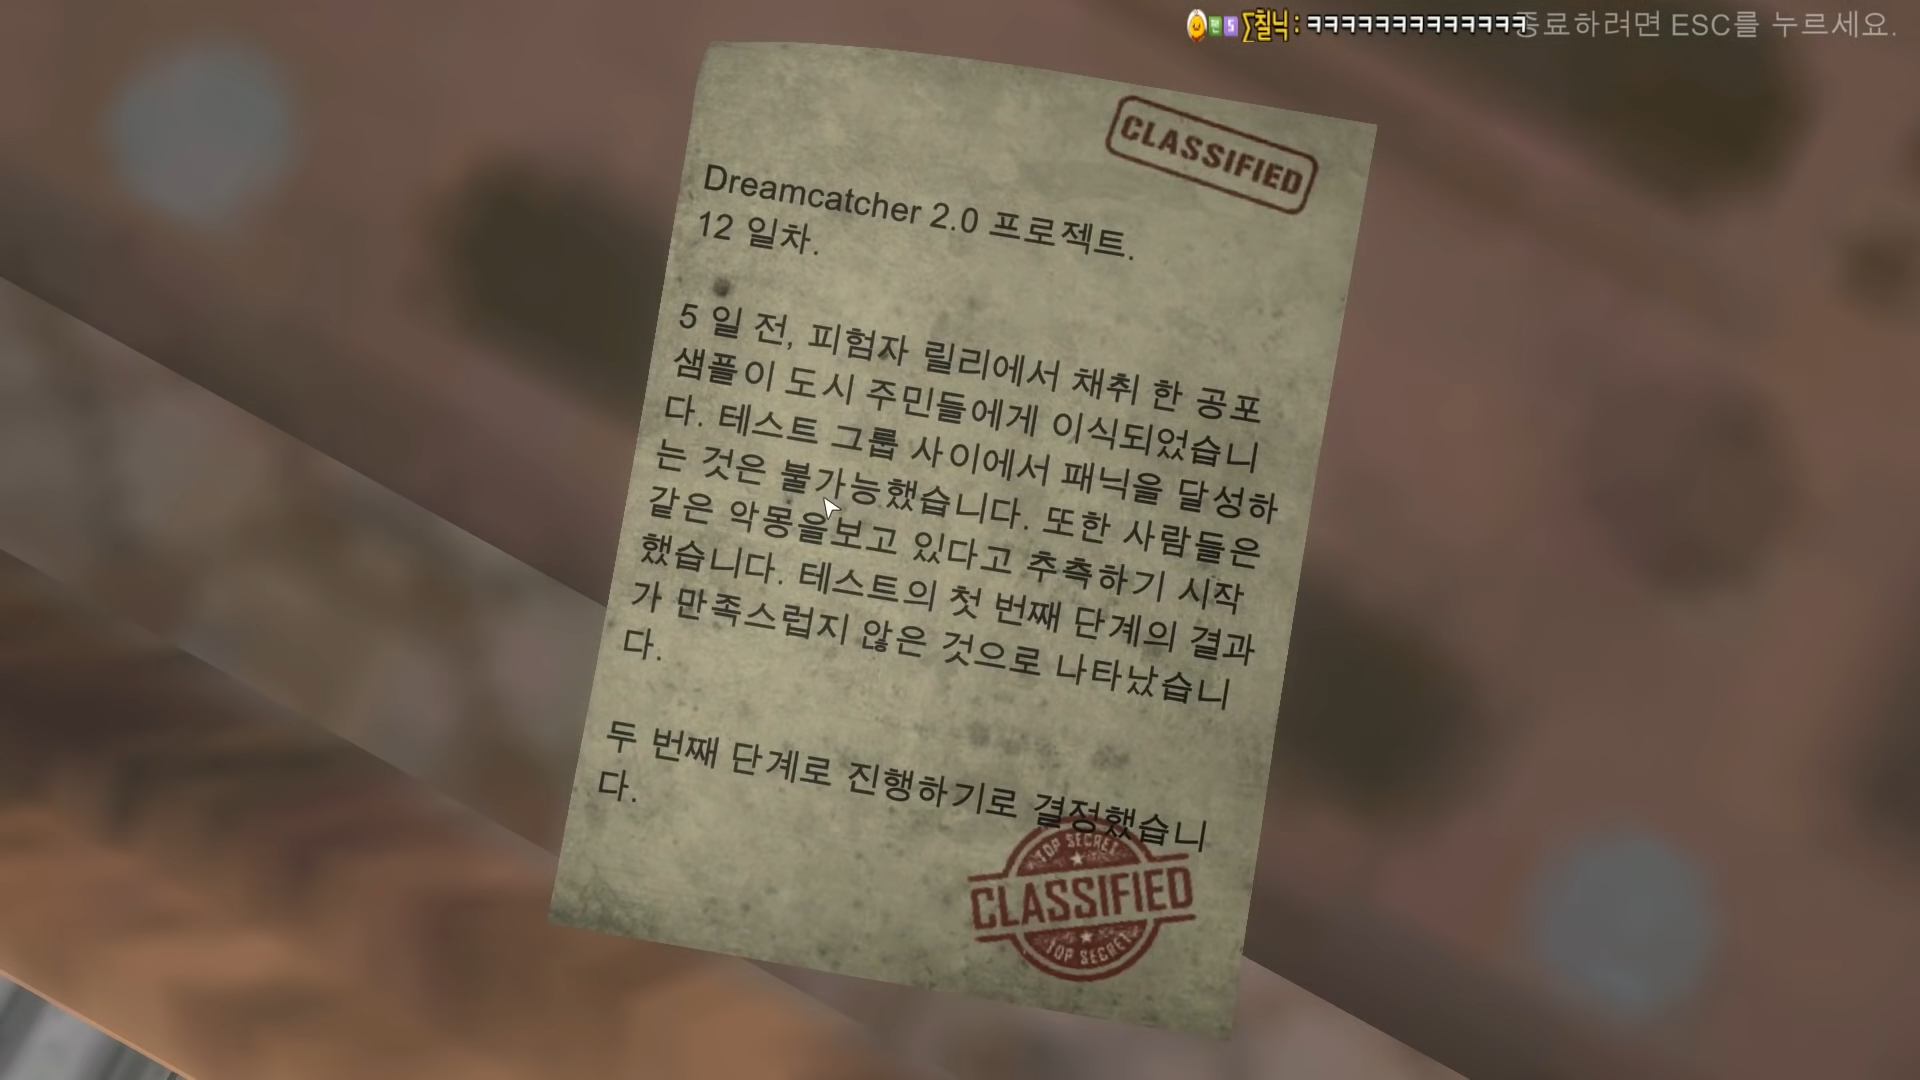 칠닉 : ㅋㅋㅋㅋㅋㅋㅋㅋㅋㅋㅋㅋㅋ
종료하려면 ESC를 누르세요.
CLASSIFIED
Dreamcatcher 2.0 프로젝트.
12 일차.
5 일 전, 피험자 릴리에서 채취 한 공포
샘플이 도시 주민들에게 이식되었습니
다. 테스트 그룹 사이에서 패닉을 달성하
는 것은 불가능했습니다. 또한 사람들은
같은 악몽을보고 있다고 추측하기 시작
했습니다. 테스트의 첫 번째 단계의 결과
가 만족스럽지 않은 것으로 나타났습니
다.
두 번째 단계로 진행하기로 결정했습니
다.
TOP SECRET
CLASSIFIED
TOP SECRET